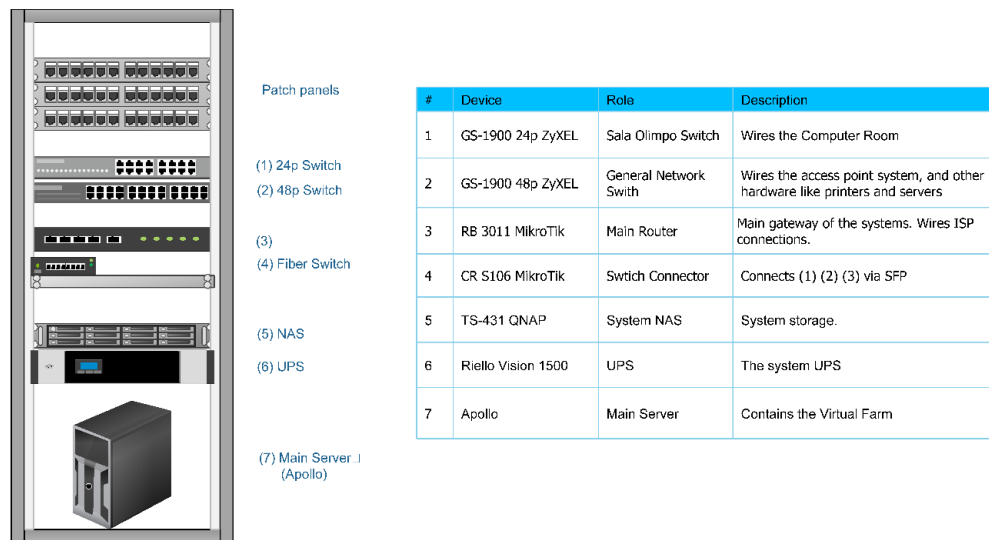 Patch panels
(1) 24p Switch
(2) 48p Switch
(3)
(4) Fiber Switch
(5) NAS
(6) UPS
(7) Main Server
(Apollo)
# Device Role Description
1 GS-1900 24p ZyXEL Sala Olimpo Switch Wires the Computer Room
2 GS-1900 48p ZyXEL General Network Swith Wires the access point system, and other hardware like printers and servers
3 RB 3011 MikroTik Main Router Main gateway of the systems. Wires ISP connections.
4 CR S106 MikroTik Swtich Connector Connects (1) (2) (3) via SFP
5 TS-431 QNAP System NAS System storage.
6 Riello Vision 1500 UPS The system UPS
7 Apollo Main Server Contains the Virtual Farm